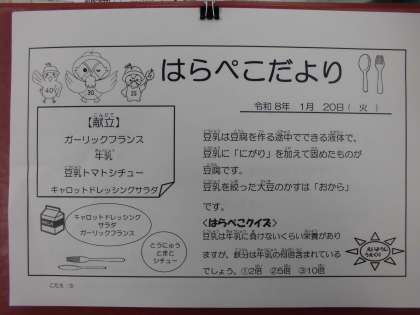 はらぺこだより
令和8年 1月 20日( 火 )
40
30
【献立】
ガーリックフランス
牛乳
豆乳トマトシチュー
キャロットドレッシングサラダ
キャロットドレッシング
サラダ
ガーリックフランス
とうにゅう
とまと
シチュー
豆乳は豆腐を作る途中でできる液体で、
豆乳に「にがり」を加えて固めたものが
豆腐です。
豆乳を絞った大豆のかすは「おから」
です。
<はらぺこクイズ>
豆乳は牛乳に負けないくらい栄養があり
ますが、鉄分は牛乳の何倍含まれている
でしょう。①2倍 ②5倍 ③10倍